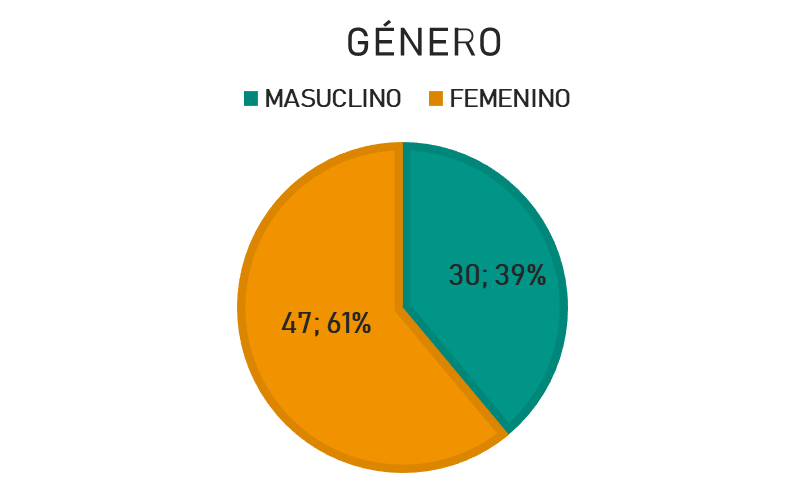 GÉNERO
MASUCLINO FEMENINO
30; 39%
47; 61%